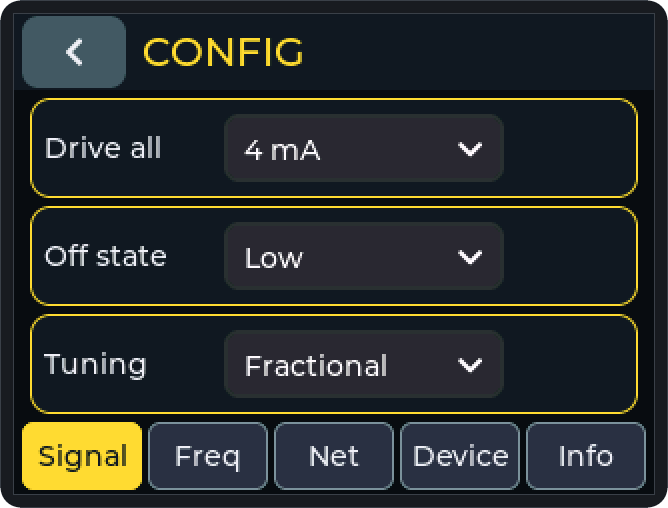 CONFIG
Drive all 4 mA
Off state Low
Tuning Fractional
Signal Freq Net Device Info